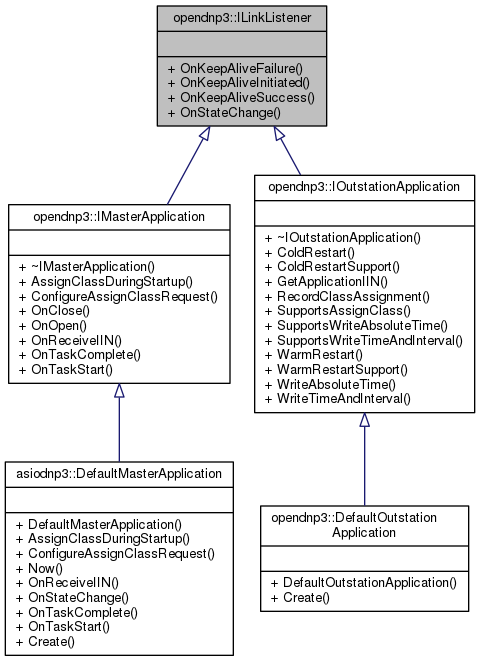 opendnp3::ILinkListener
+ OnKeepAliveFailure()
+ OnKeepAliveInitiated()
+ OnKeepAliveSuccess()
+ OnStateChange()
opendnp3::IMasterApplication
+ ~IMasterApplication()
+ AssignClassDuringStartup()
+ ConfigureAssignClassRequest()
+ OnClose()
+ OnOpen()
+ OnReceiveIIN()
+ OnTaskComplete()
+ OnTaskStart()
opendnp3::IOutstationApplication
+ ~IOutstationApplication()
+ ColdRestart()
+ ColdRestartSupport()
+ GetApplicationIIN()
+ RecordClassAssignment()
+ SupportsAssignClass()
+ SupportsWriteAbsoluteTime()
+ SupportsWriteTimeAndInterval()
+ WarmRestart()
+ WarmRestartSupport()
+ WriteAbsoluteTime()
+ WriteTimeAndInterval()
asiodnp3::DefaultMasterApplication
+ DefaultMasterApplication()
+ AssignClassDuringStartup()
+ ConfigureAssignClassRequest()
+ Now()
+ OnReceiveIIN()
+ OnStateChange()
+ OnTaskComplete()
+ OnTaskStart()
+ Create()
opendnp3::DefaultOutstation
Application
+ DefaultOutstationApplication()
+ Create()